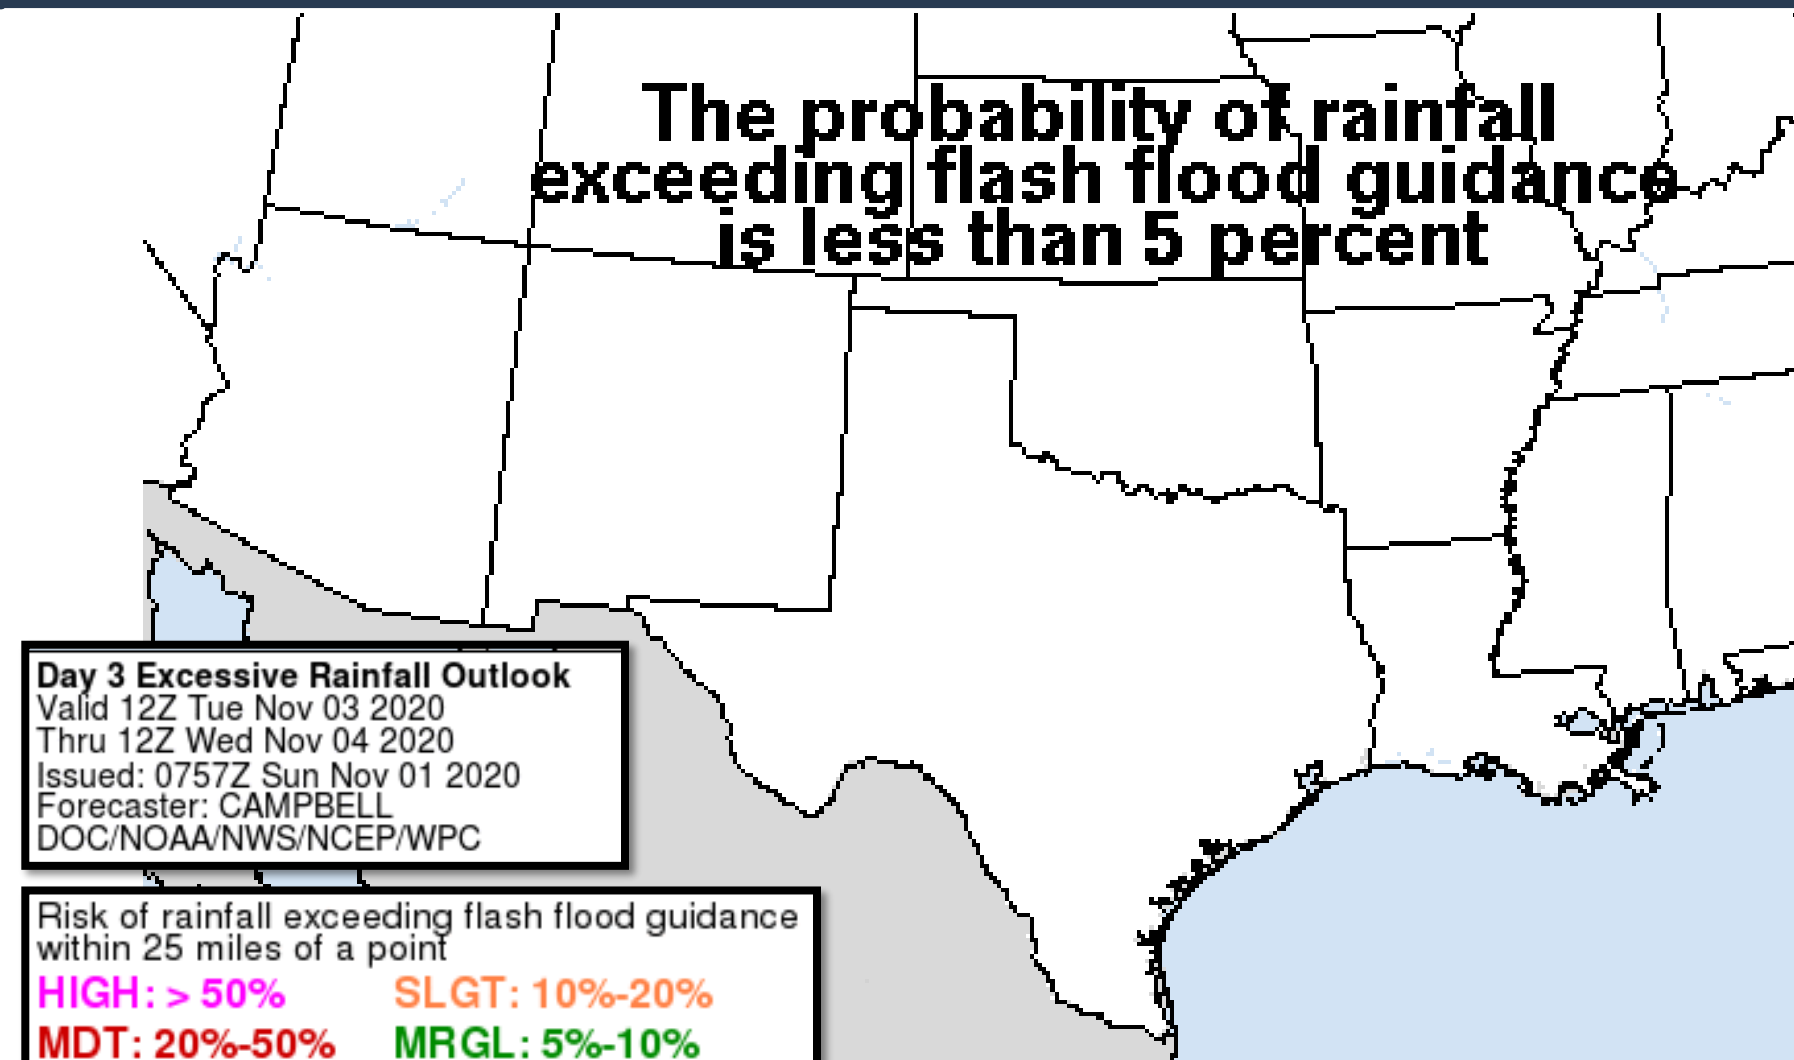 The probability of rainfall
exceeding flash flood guidance
is less than 5 percent
Day 3 Excessive Rainfall Outlook
Valid 12Z Tue Nov 03 2020
Thru 12Z Wed Nov 04 2020
Issued: 0757Z Sun Nov 01 2020
Forecaster: CAMPBELL
DOC/NOAA/NWS/NCEP/WPC
Risk of rainfall exceeding flash flood guidance
within 25 miles of a point
HIGH: > 50% SLGT: 10%-20%
MDT: 20%-50% MRGL: 5%-10%